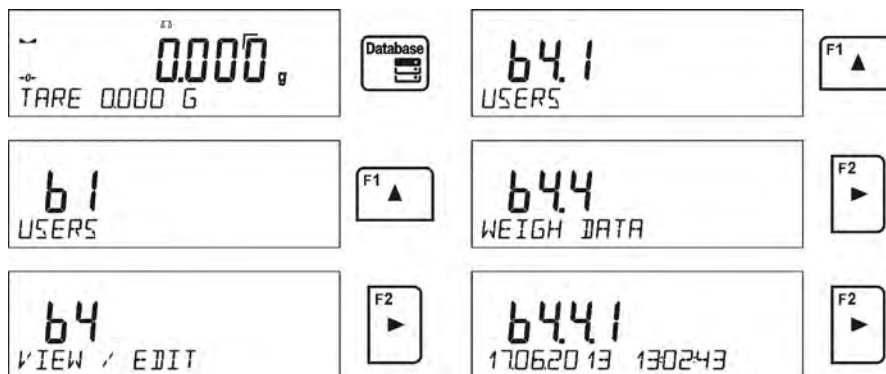 0.000 g
TARE 0.000 G
Database
b1
USERS
F1
b4
VIEW / EDIT
F2
b4.1
USERS
F1
b4.4
WEIGH DATA
F2
b4.4.1
17.06.2013 13:02:43
F2